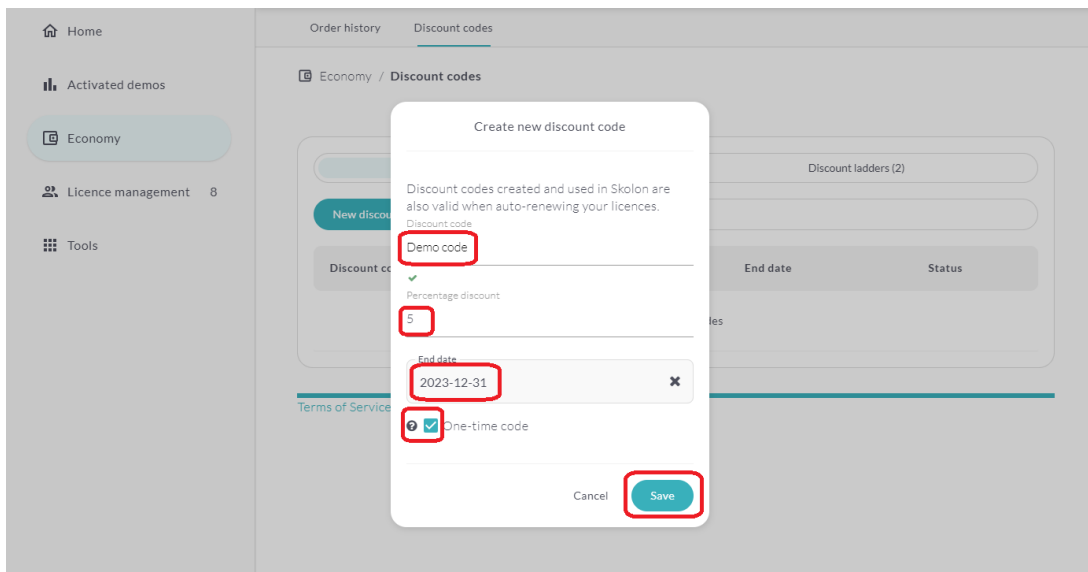 Home
Activated demos
Economy
Licence management 8
Tools
Order history Discount codes
Economy / Discount codes
Discount ladders (2)
New discou
Discount co
End date Status
les
Terms of Service
Create new discount code
Discount codes created and used in Skolon are
also valid when auto-renewing your licences.
Discount code
Demo code
Percentage discount
5
End date
2023-12-31
One-time code
Cancel Save